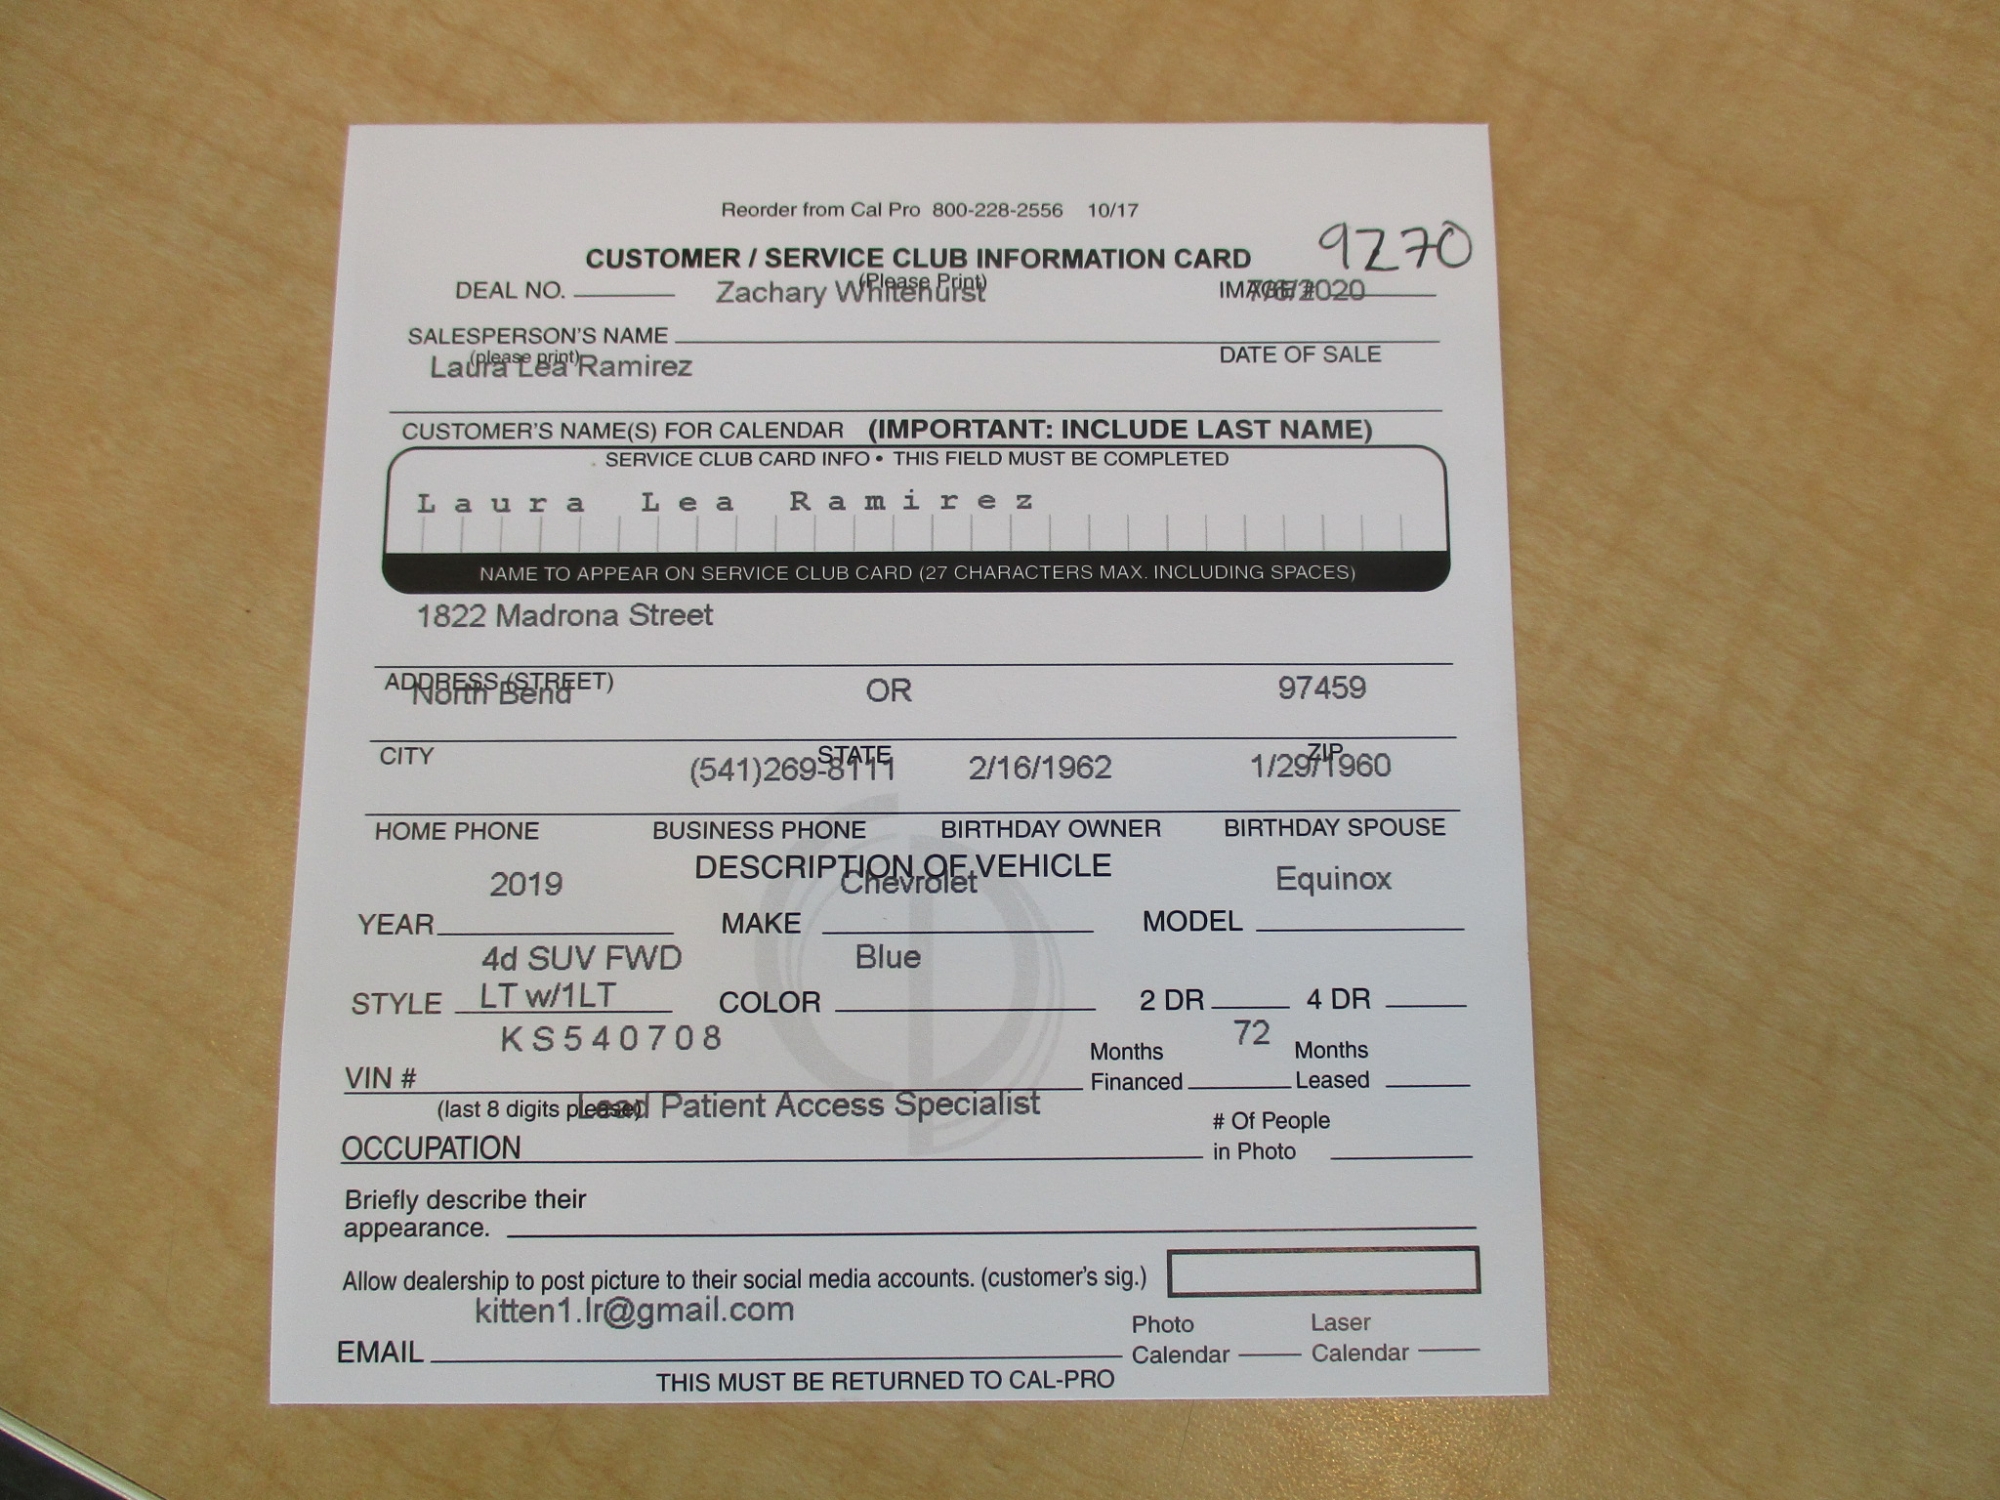 Reorder from Cal Pro 800-228-2556 10/17
9270
CUSTOMER / SERVICE CLUB INFORMATION CARD
(Please Print)
DEAL NO. Zachary Whitehurst IMAGE # /2020
SALESPERSON'S NAME
(please print) DATE OF SALE
Laura Lea Ramirez
CUSTOMER'S NAME(S) FOR CALENDAR (IMPORTANT: INCLUDE LAST NAME)
SERVICE CLUB CARD INFO • THIS FIELD MUST BE COMPLETED
Laura Lea Ramirez
NAME TO APPEAR ON SERVICE CLUB CARD (27 CHARACTERS MAX. INCLUDING SPACES)
1822 Madrona Street
ADDRESS (STREET)
North Bend OR 97459
CITY STATE ZIP
(541)269-8111 2/16/1962 1/29/1960
HOME PHONE BUSINESS PHONE BIRTHDAY OWNER BIRTHDAY SPOUSE
DESCRIPTION OF VEHICLE
2019 Chevrolet Equinox
YEAR MAKE MODEL
4d SUV FWD Blue
STYLE LT w/1LT COLOR 2 DR 4 DR
KS540708 72
VIN # Months Financed Months Leased
(last 8 digits please) Lead Patient Access Specialist
OCCUPATION # Of People in Photo
Briefly describe their
appearance.
Allow dealership to post picture to their social media accounts. (customer's sig.)
kitten1.lr@gmail.com
EMAIL Photo Calendar Laser Calendar
THIS MUST BE RETURNED TO CAL-PRO